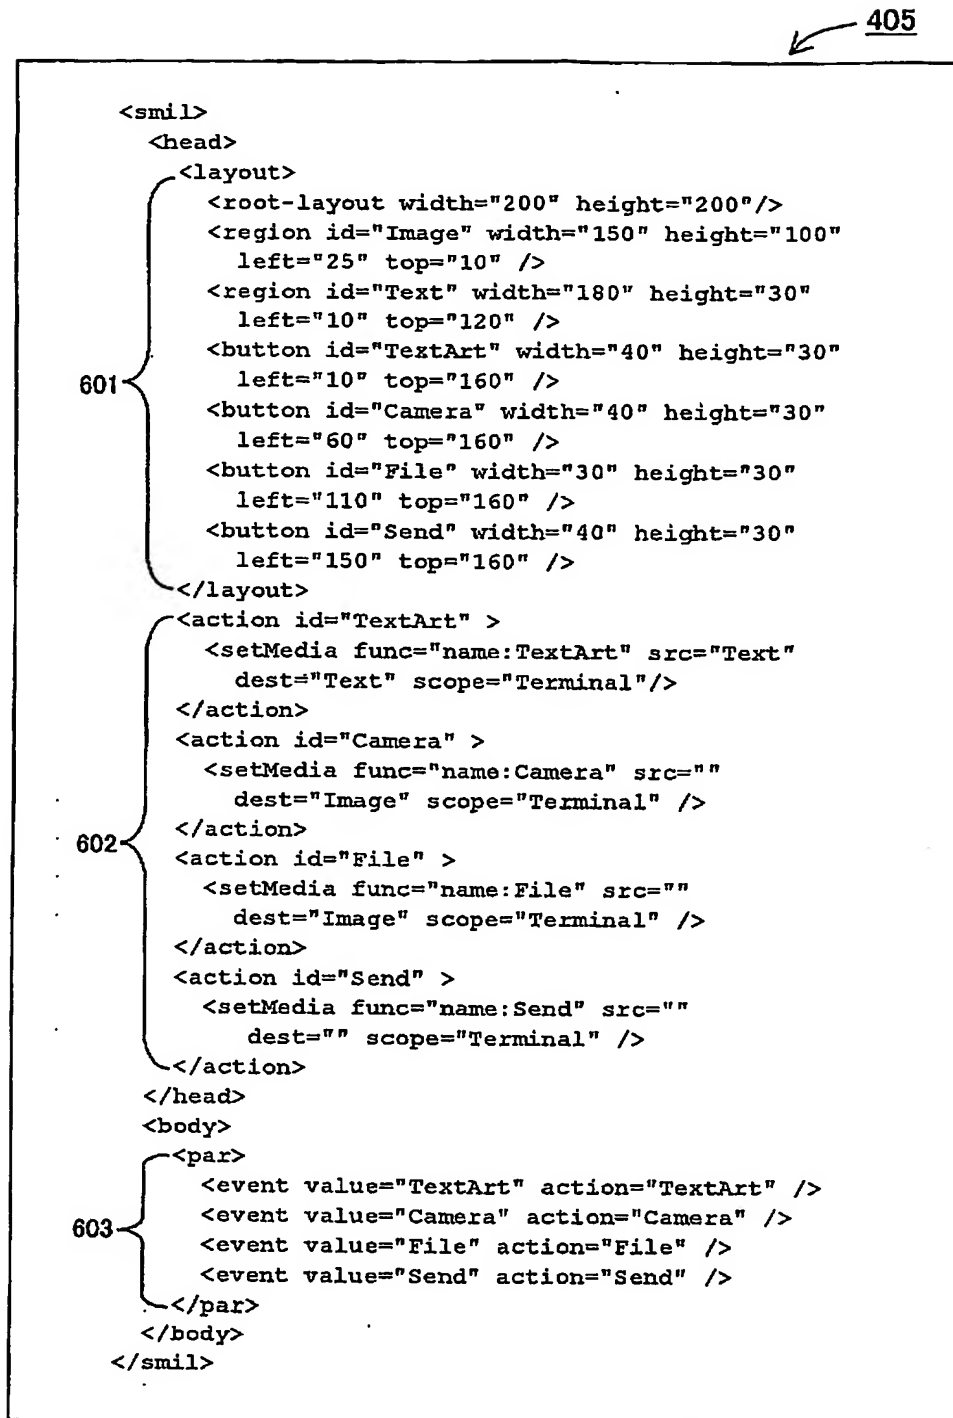 405
<smil>
<head>
<layout>
<root-layout width="200" height="200"/>
<region id="Image" width="150" height="100"
left="25" top="10" />
<region id="Text" width="180" height="30"
left="10" top="120" />
<button id="TextArt" width="40" height="30"
601 left="10" top="160" />
<button id="Camera" width="40" height="30"
left="60" top="160" />
<button id="File" width="30" height="30"
left="110" top="160" />
<button id="Send" width="40" height="30"
left="150" top="160" />
</layout>
<action id="TextArt" >
<setMedia func="name:TextArt" src="Text"
dest="Text" scope="Terminal"/>
</action>
<action id="Camera" >
<setMedia func="name:Camera" src=""
dest="Image" scope="Terminal" />
</action>
602
<action id="File" >
<setMedia func="name:File" src=""
dest="Image" scope="Terminal" />
</action>
<action id="Send" >
<setMedia func="name:Send" src=""
dest="" scope="Terminal" />
</action>
</head>
<body>
<par>
<event value="TextArt" action="TextArt" />
603 <event value="Camera" action="Camera" />
<event value="File" action="File" />
<event value="Send" action="Send" />
</par>
</body>
</smil>